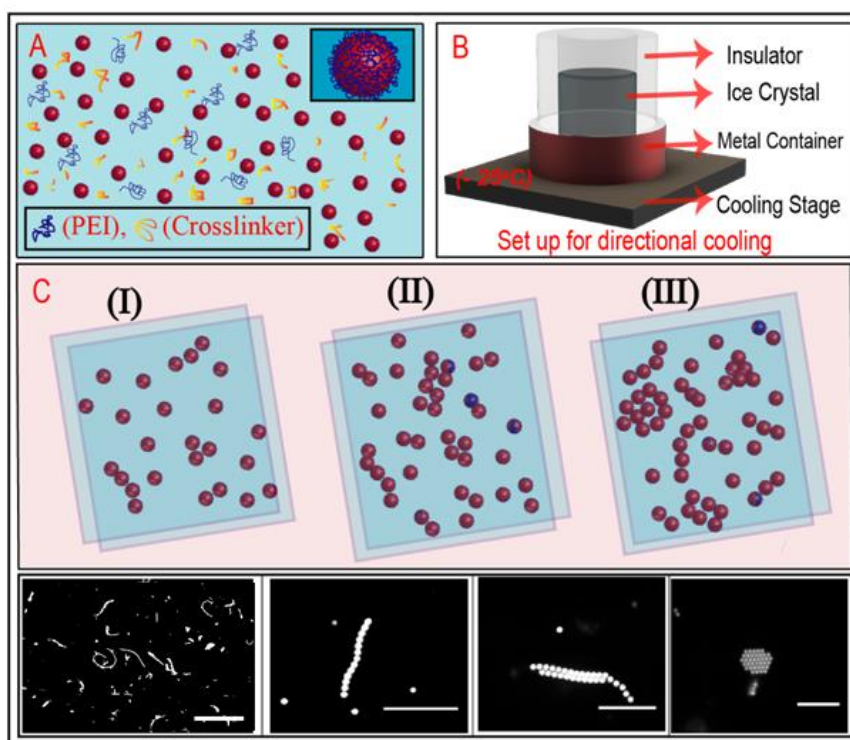 A
(PEI), (Crosslinker)
B
Insulator
Ice Crystal
Metal Container
(- 20°C)
Cooling Stage
Set up for directional cooling
C
(I)
(II)
(III)